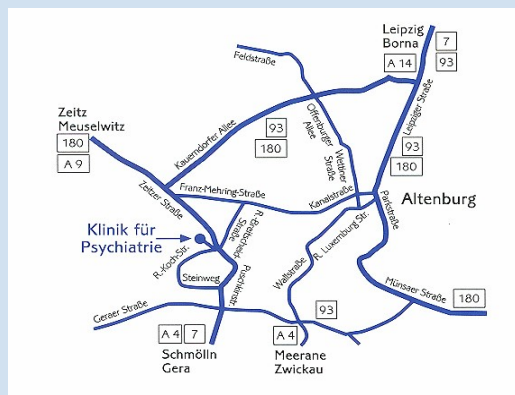 Leipzig
Borna
7
A 14
93
Feldstraße
Leipziger Straße
Offenburger
Allee
Zeitz
Meuselwitz
180
A 9
Kauerndorfer Allee
93
180
Wettiner
Straße
93
180
Zeitzer Straße
Franz-Mehring-Straße
Kanalstraße
Parkstraße
Altenburg
Klinik für
Psychiatrie
R.-Breitscheid-
Straße
R. Luxemburg Str.
R.-Koch-Str.
Steinweg
Puschkinstr.
Wallstraße
Münsaer Straße
180
Geraer Straße
93
A 4
7
A 4
Schmölln
Gera
Meerane
Zwickau